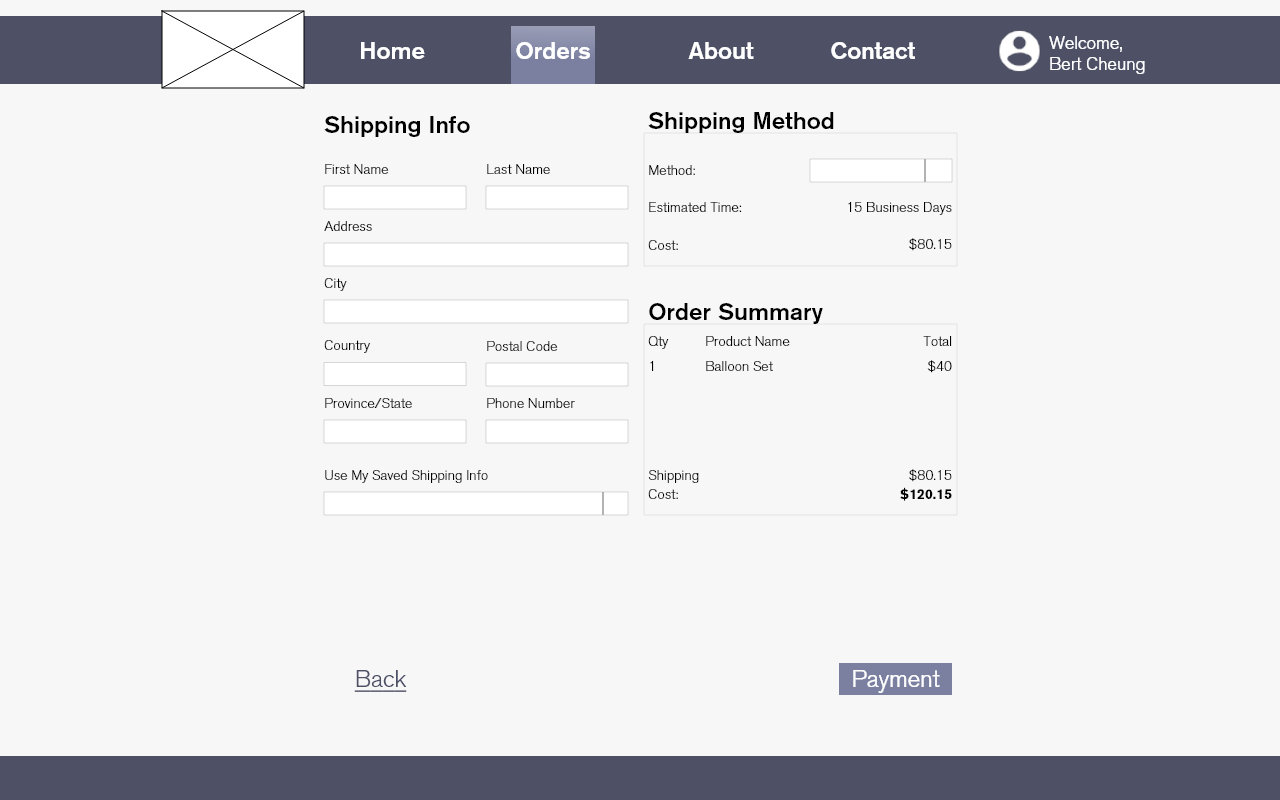 Home
Orders
About
Contact
Welcome,
Bert Cheung
Shipping Info
First Name
Last Name
Address
City
Country
Postal Code
Province/State
Phone Number
Use My Saved Shipping Info
Shipping Method
Method:
Estimated Time: 15 Business Days
Cost: $80.15
Order Summary
Qty Product Name Total
1 Balloon Set $40
Shipping $80.15
Cost: $120.15
Back
Payment